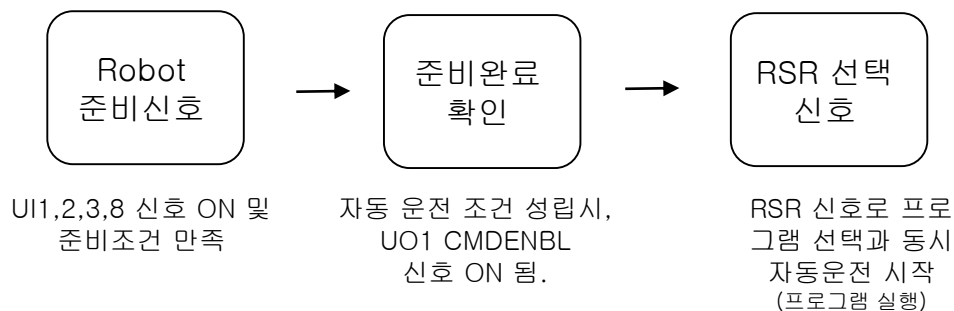 Robot
준비신호
준비완료
확인
RSR 선택
신호
UI1,2,3,8 신호 ON 및
준비조건 만족
자동 운전 조건 성립시,
UO1 CMDENBL
신호 ON 됨.
RSR 신호로 프로
그램 선택과 동시
자동운전 시작
(프로그램 실행)